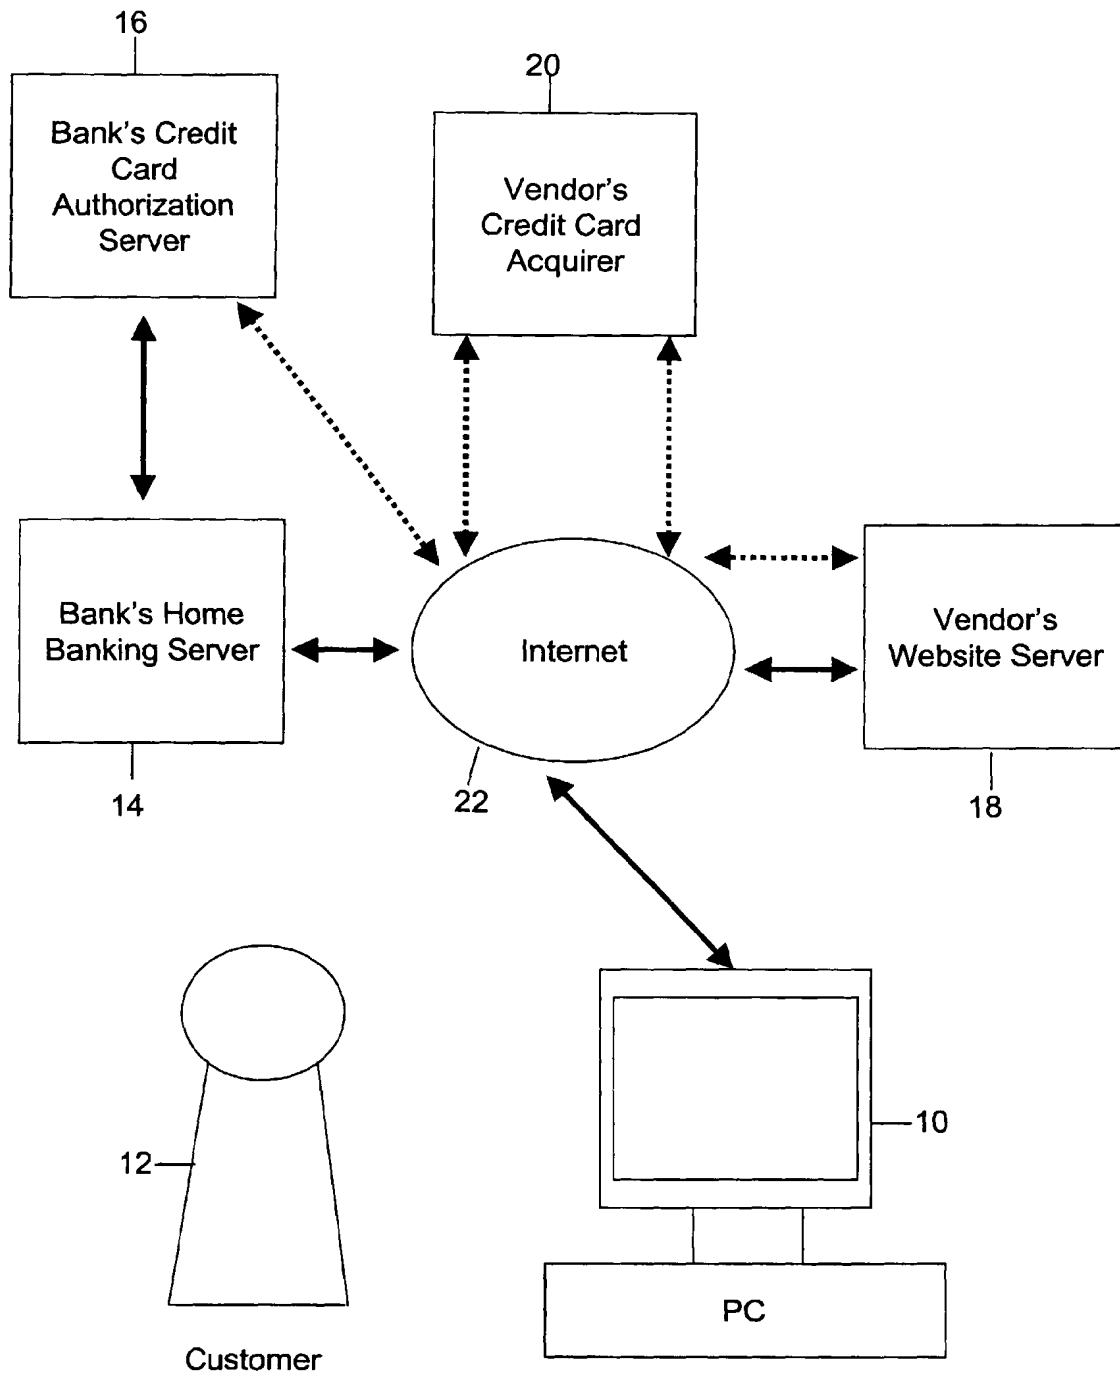 16
20
Bank's Credit
Card
Authorization
Server
Vendor's
Credit Card
Acquirer
Bank's Home
Banking Server
Internet
Vendor's
Website Server
14
22
18
12
10
PC
Customer